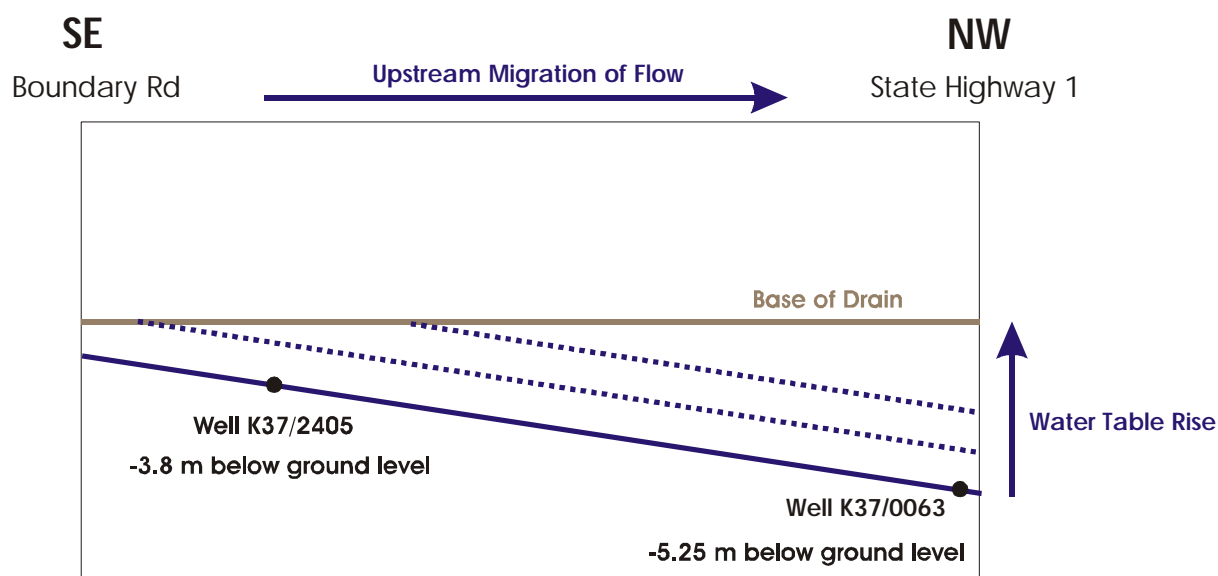 SE
NW
Boundary Rd
Upstream Migration of Flow
State Highway 1
Base of Drain
Well K37/2405
Water Table Rise
-3.8 m below ground level
Well K37/0063
-5.25 m below ground level